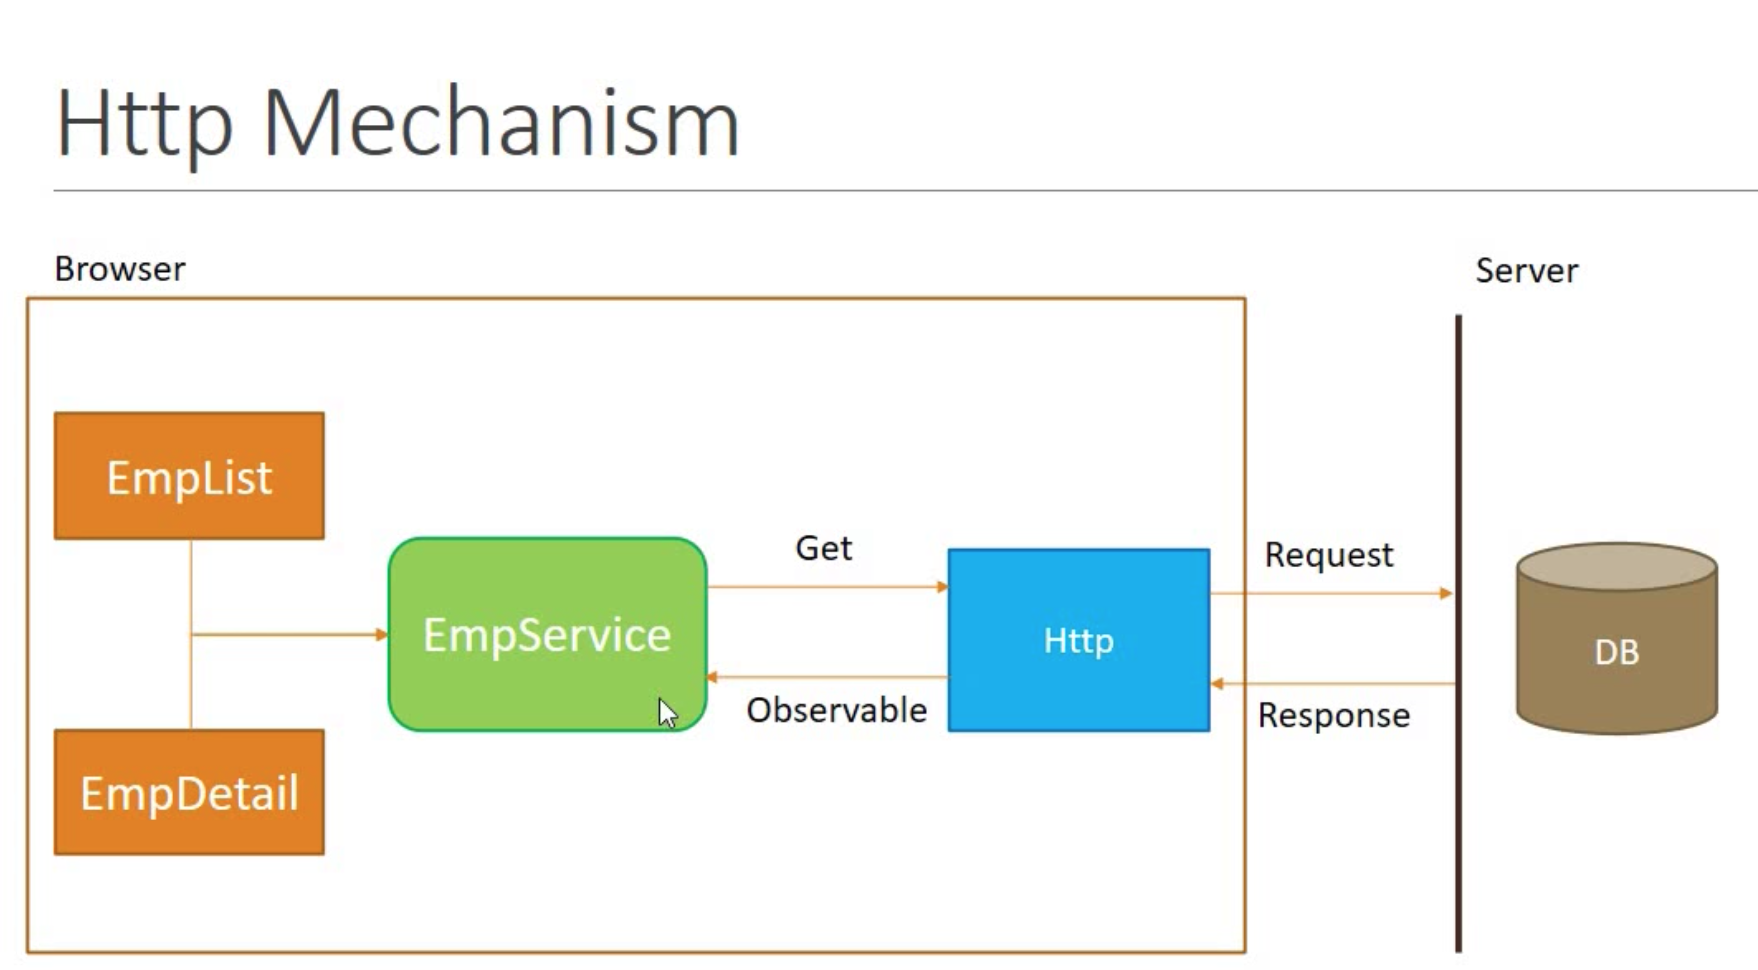 Http Mechanism
Browser
Server
EmpList
EmpService
Get
Observable
Http
Request
Response
DB
EmpDetail